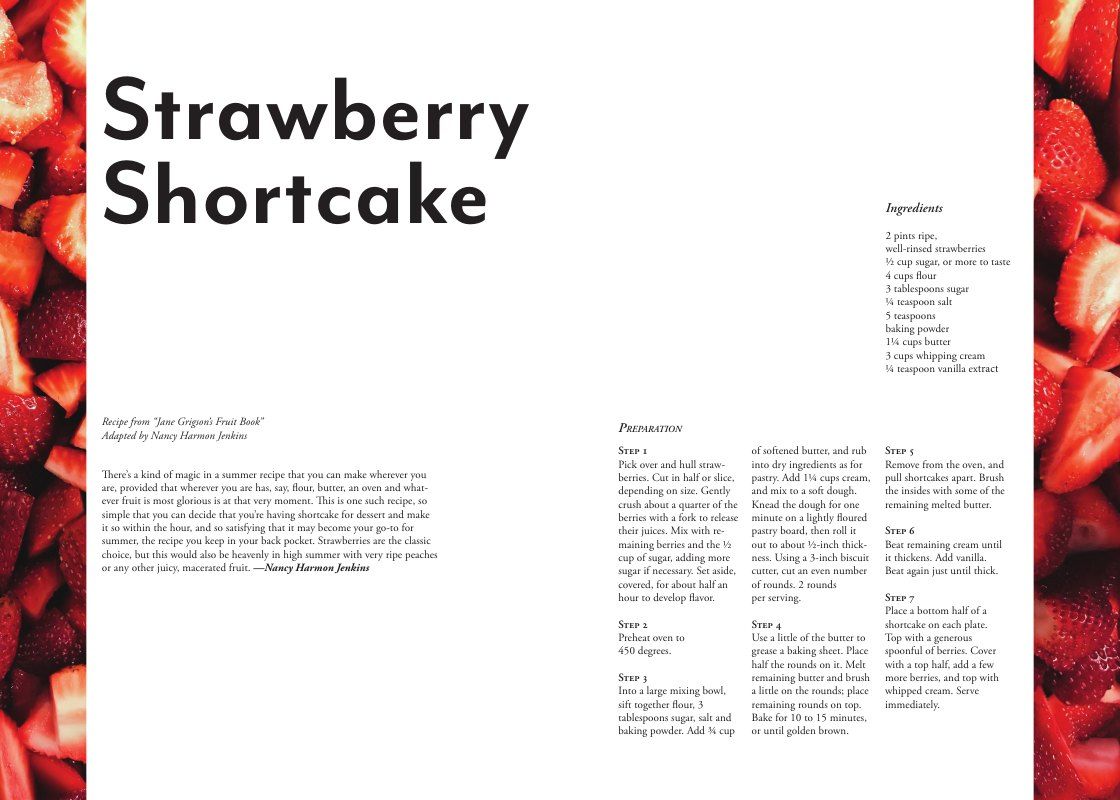 Strawberry
Shortcake
Recipe from "Jane Grigson's Fruit Book"
Adapted by Nancy Harmon Jenkins
There's a kind of magic in a summer recipe that you can make wherever you
are, provided that wherever you are has, say, flour, butter, an oven and what-
ever fruit is most glorious is at that very moment. This is one such recipe, so
simple that you can decide that you're having shortcake for dessert and make
it so within the hour, and so satisfying that it may become your go-to for
summer, the recipe you keep in your back pocket. Strawberries are the classic
choice, but this would also be heavenly in high summer with very ripe peaches
or any other juicy, macerated fruit. —Nancy Harmon Jenkins
Ingredients
2 pints ripe,
well-rinsed strawberries
½ cup sugar, or more to taste
4 cups flour
3 tablespoons sugar
¼ teaspoon salt
5 teaspoons
baking powder
1¼ cups butter
3 cups whipping cream
¼ teaspoon vanilla extract
Preparation
Step 1
Pick over and hull straw-
berries. Cut in half or slice,
depending on size. Gently
crush about a quarter of the
berries with a fork to release
their juices. Mix with re-
maining berries and the ½
cup of sugar, adding more
sugar if necessary. Set aside,
covered, for about half an
hour to develop flavor.
Step 2
Preheat oven to
450 degrees.
Step 3
Into a large mixing bowl,
sift together flour, 3
tablespoons sugar, salt and
baking powder. Add ¾ cup
of softened butter, and rub
into dry ingredients as for
pastry. Add 1¼ cups cream,
and mix to a soft dough.
Knead the dough for one
minute on a lightly floured
pastry board, then roll it
out to about ½-inch thick-
ness. Using a 3-inch biscuit
cutter, cut an even number
of rounds. 2 rounds
per serving.
Step 4
Use a little of the butter to
grease a baking sheet. Place
half the rounds on it. Melt
remaining butter and brush
a little on the rounds; place
remaining rounds on top.
Bake for 10 to 15 minutes,
or until golden brown.
Step 5
Remove from the oven, and
pull shortcakes apart. Brush
the insides with some of the
remaining melted butter.
Step 6
Beat remaining cream until
it thickens. Add vanilla.
Beat again just until thick.
Step 7
Place a bottom half of a
shortcake on each plate.
Top with a generous
spoonful of berries. Cover
with a top half, add a few
more berries, and top with
whipped cream. Serve
immediately.